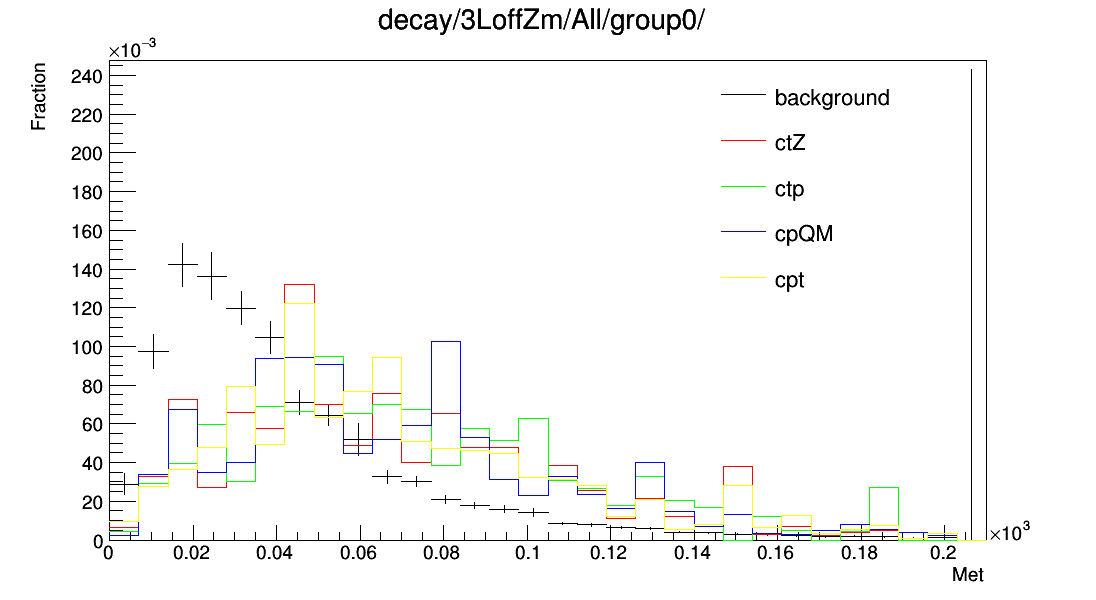 decay/3LoffZm/All/group0/
×10⁻³
Fraction
240
220
200
180
160
140
120
100
80
60
40
20
0
background
ctZ
ctp
cpQM
cpt
0 0.02 0.04 0.06 0.08 0.1 0.12 0.14 0.16 0.18 0.2
×10³
Met